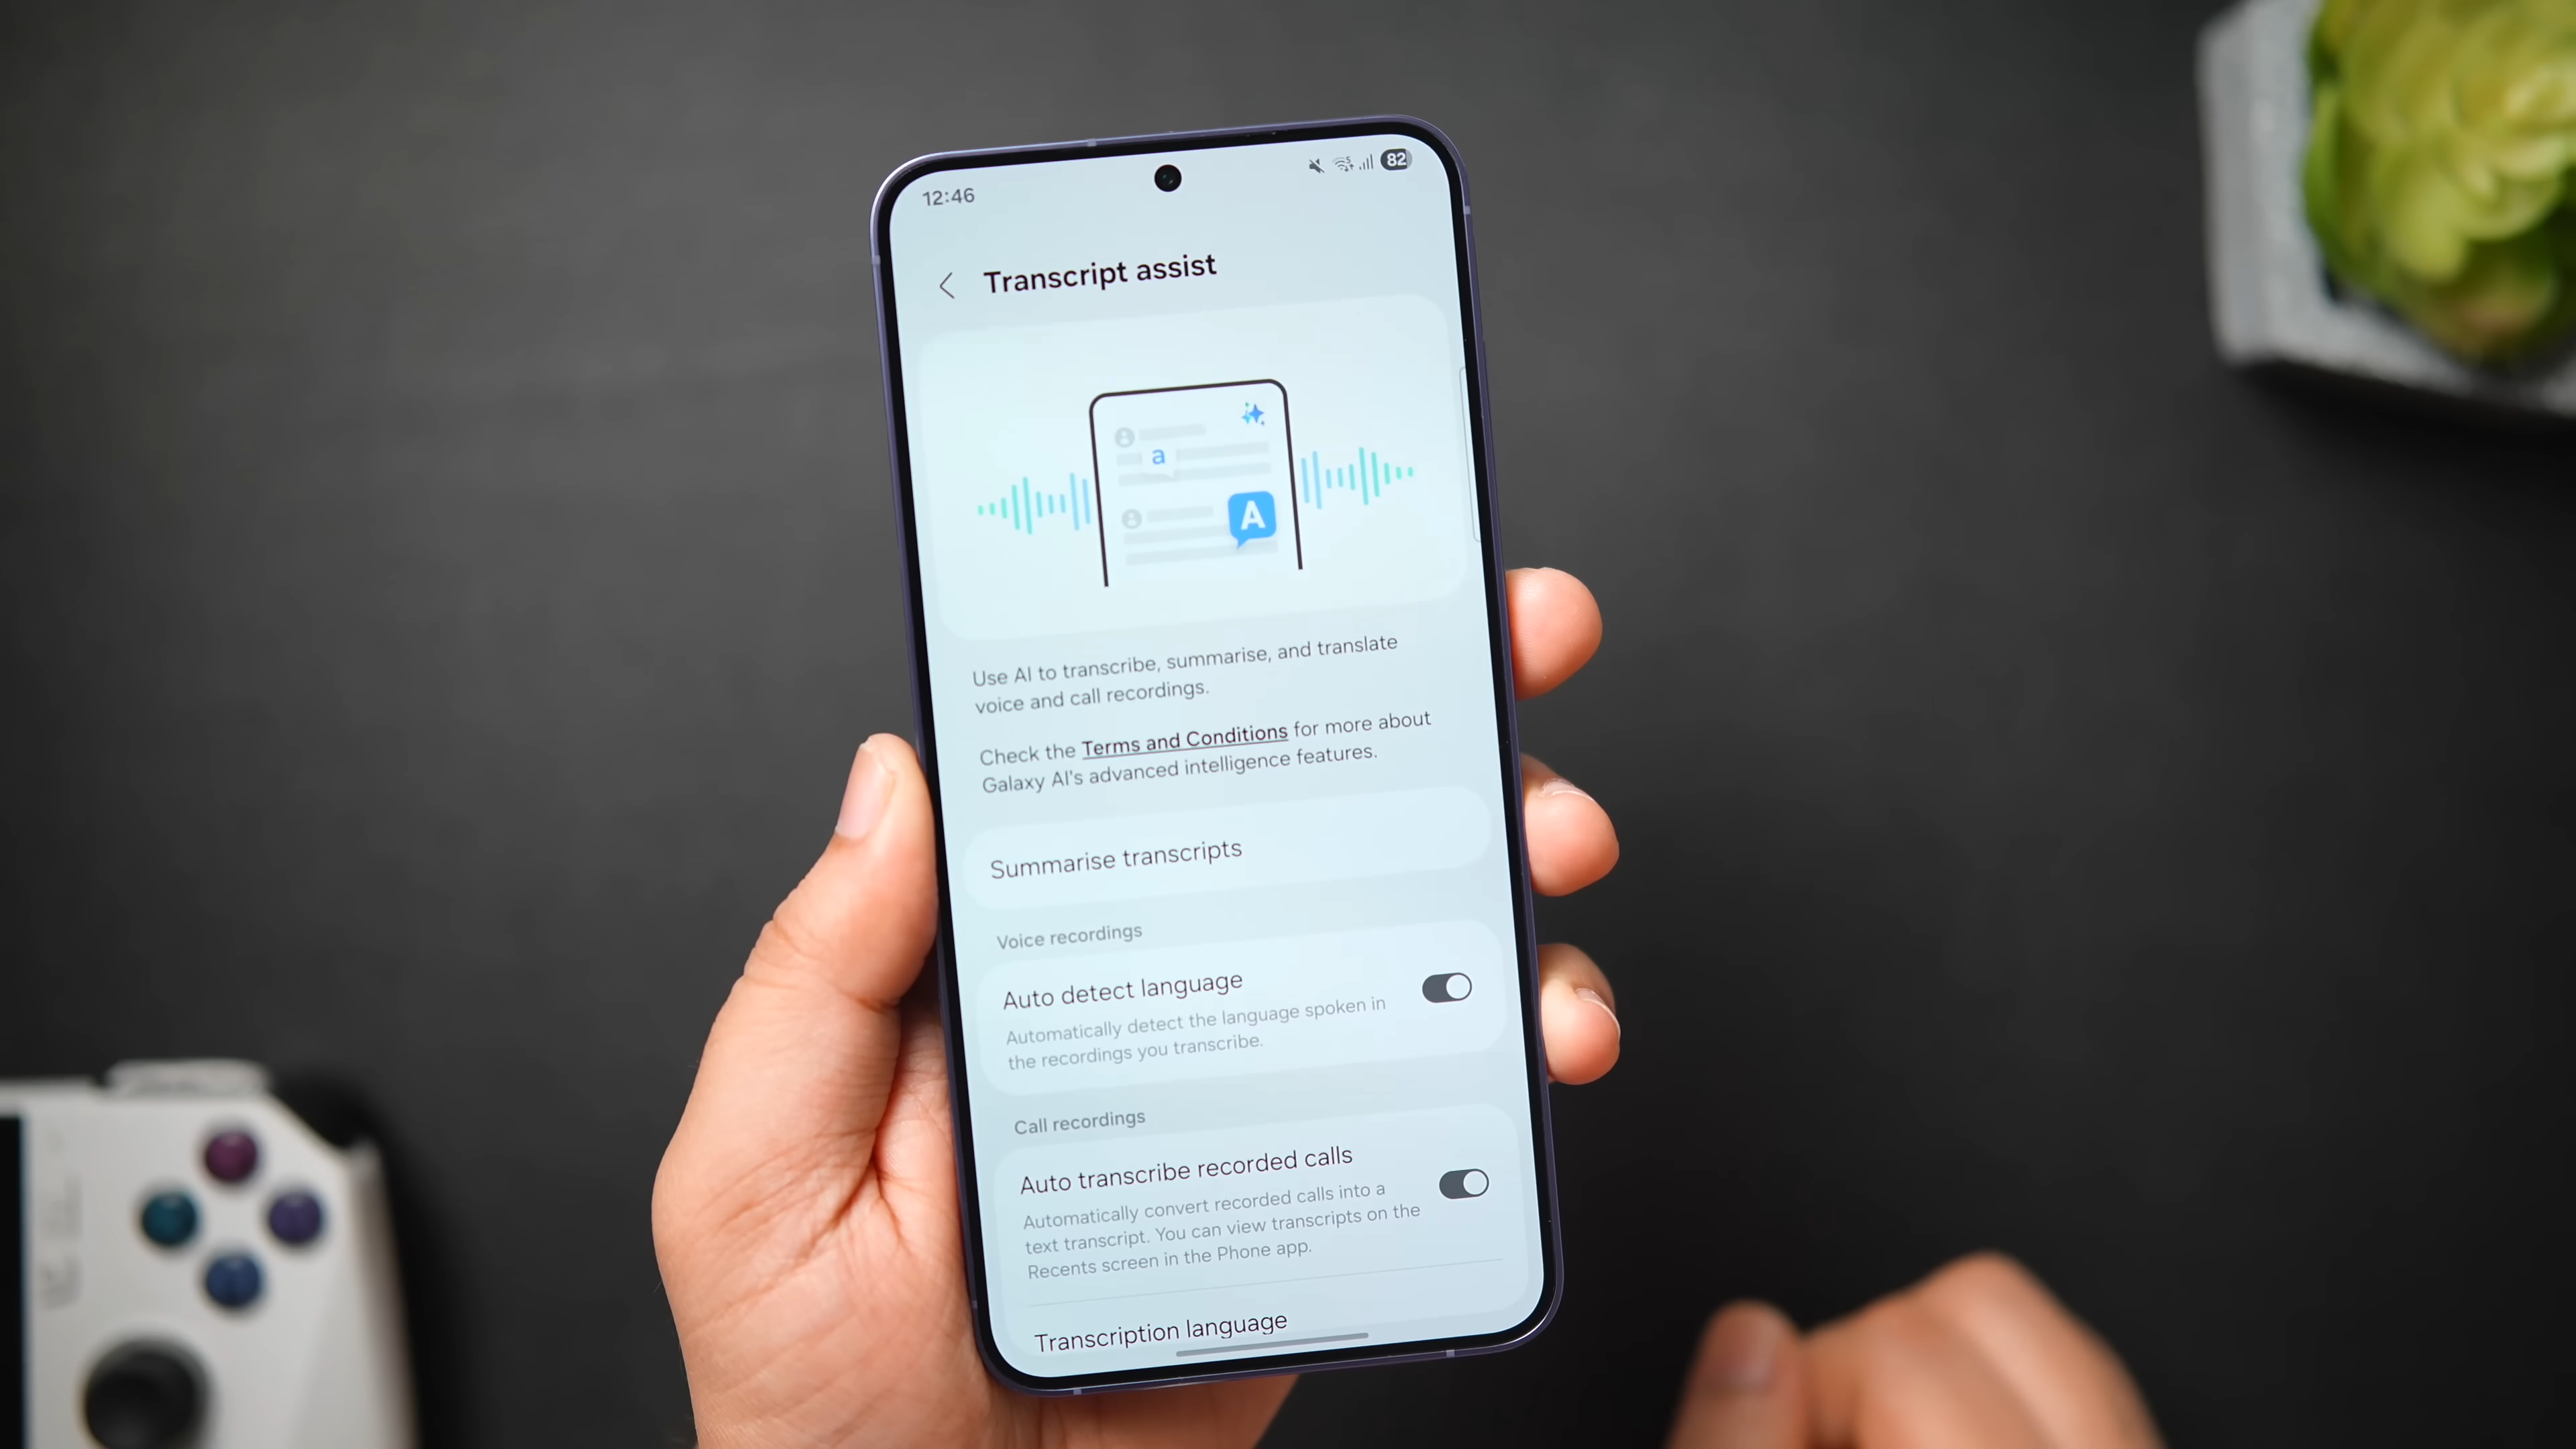 12:46
82
Transcript assist
a
A
Use AI to transcribe, summarise, and translate
voice and call recordings.
Check the Terms and Conditions for more about
Galaxy AI's advanced intelligence features.
Summarise transcripts
Voice recordings
Auto detect language
Automatically detect the language spoken in
the recordings you transcribe.
Call recordings
Auto transcribe recorded calls
Automatically convert recorded calls into a
text transcript. You can view transcripts on the
Recents screen in the Phone app.
Transcription language